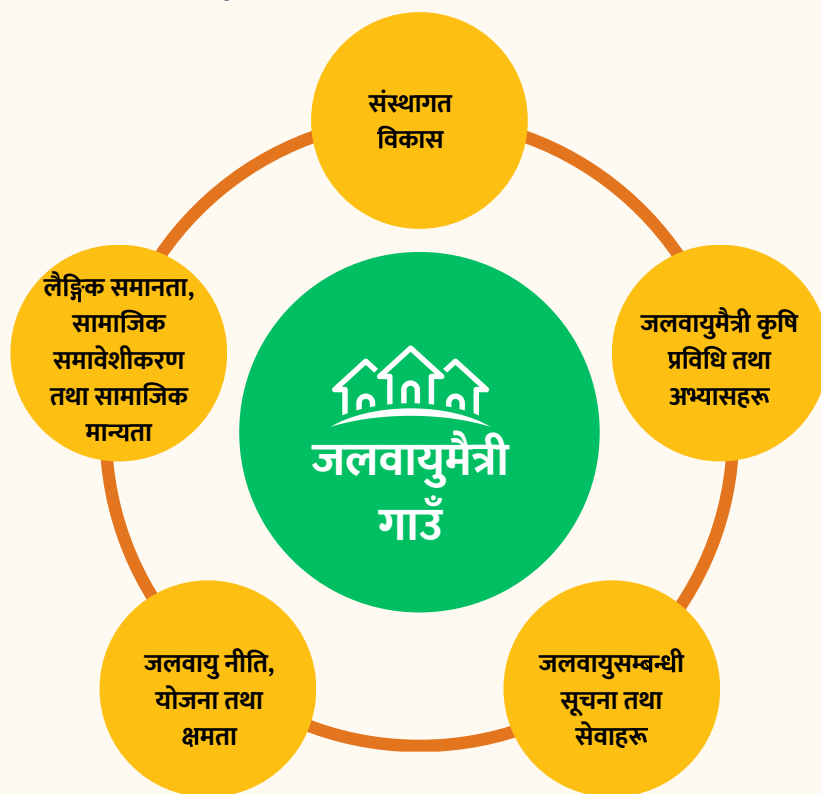 संस्थागत
विकास
लैङ्गिक समानता,
सामाजिक
समावेशीकरण
तथा सामाजिक
मान्यता
जलवायुमैत्री कृषि
प्रविधि तथा
अभ्यासहरू
जलवायुमैत्री
गाउँ
जलवायु नीति,
योजना तथा
क्षमता
जलवायुसम्बन्धी
सूचना तथा
सेवाहरू